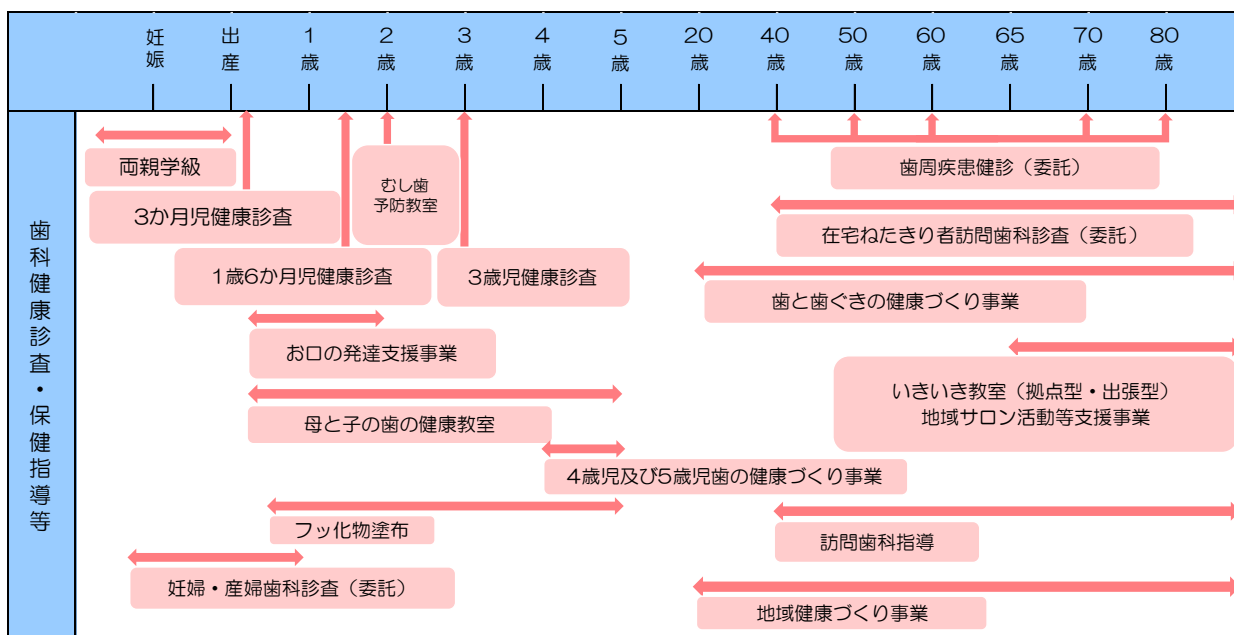 妊娠
出産
1歳
2歳
3歳
4歳
5歳
20歳
40歳
50歳
60歳
65歳
70歳
80歳
歯科健康診査・保健指導等
両親学級
3か月児健康診査
むし歯
予防教室
1歳6か月児健康診査
3歳児健康診査
お口の発達支援事業
母と子の歯の健康教室
4歳児及び5歳児歯の健康づくり事業
フッ化物塗布
妊婦・産婦歯科診査（委託）
歯周疾患健診（委託）
在宅ねたきり者訪問歯科診査（委託）
歯と歯ぐきの健康づくり事業
いきいき教室（拠点型・出張型）
地域サロン活動等支援事業
訪問歯科指導
地域健康づくり事業